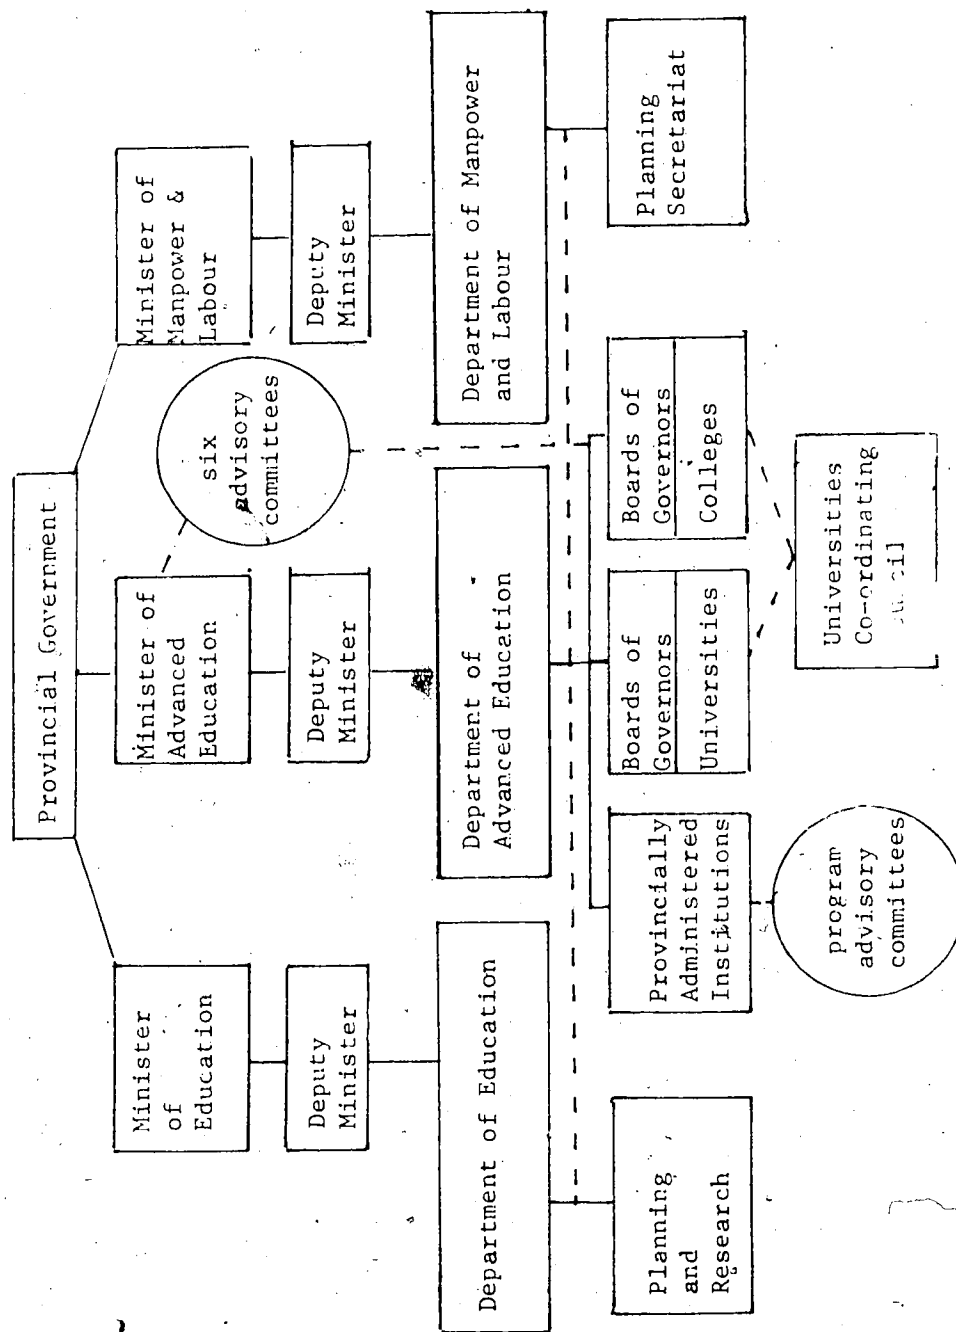 Provincial Government
Minister
of
Education
Minister of
Advanced
Education
Minister of
Manpower &
Labour
six
advisory
committees
Deputy
Minister
Deputy
Minister
Deputy
Minister
Department of Education
Department of
Advanced Education
Department of Manpower
and Labour
Planning
and
Research
Provincially
Administered
Institutions
Boards of
Governors
Universities
Boards of
Governors
Colleges
Planning
Secretariat
program
advisory
committees
Universities
Co-ordinating